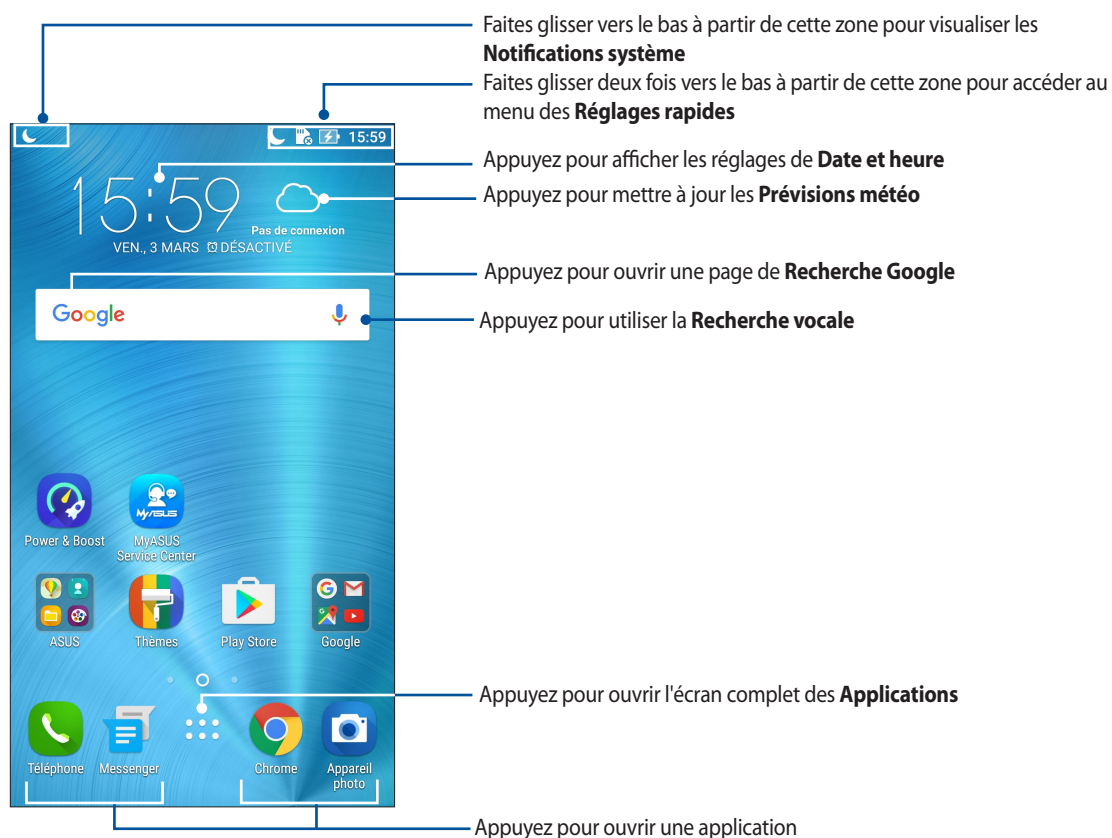 Faites glisser vers le bas à partir de cette zone pour visualiser les
Notifications système
Faites glisser deux fois vers le bas à partir de cette zone pour accéder au
menu des Réglages rapides
15:59
Appuyez pour afficher les réglages de Date et heure
15:59
Appuyez pour mettre à jour les Prévisions météo
Pas de connexion
VEN., 3 MARS DÉSACTIVÉ
Appuyez pour ouvrir une page de Recherche Google
Google
Appuyez pour utiliser la Recherche vocale
MyASUS
Power & Boost
MyASUS
Service Center
ASUS
Thèmes
Play Store
Google
Appuyez pour ouvrir l'écran complet des Applications
Téléphone
Messenger
Chrome
Appareil
photo
Appuyez pour ouvrir une application